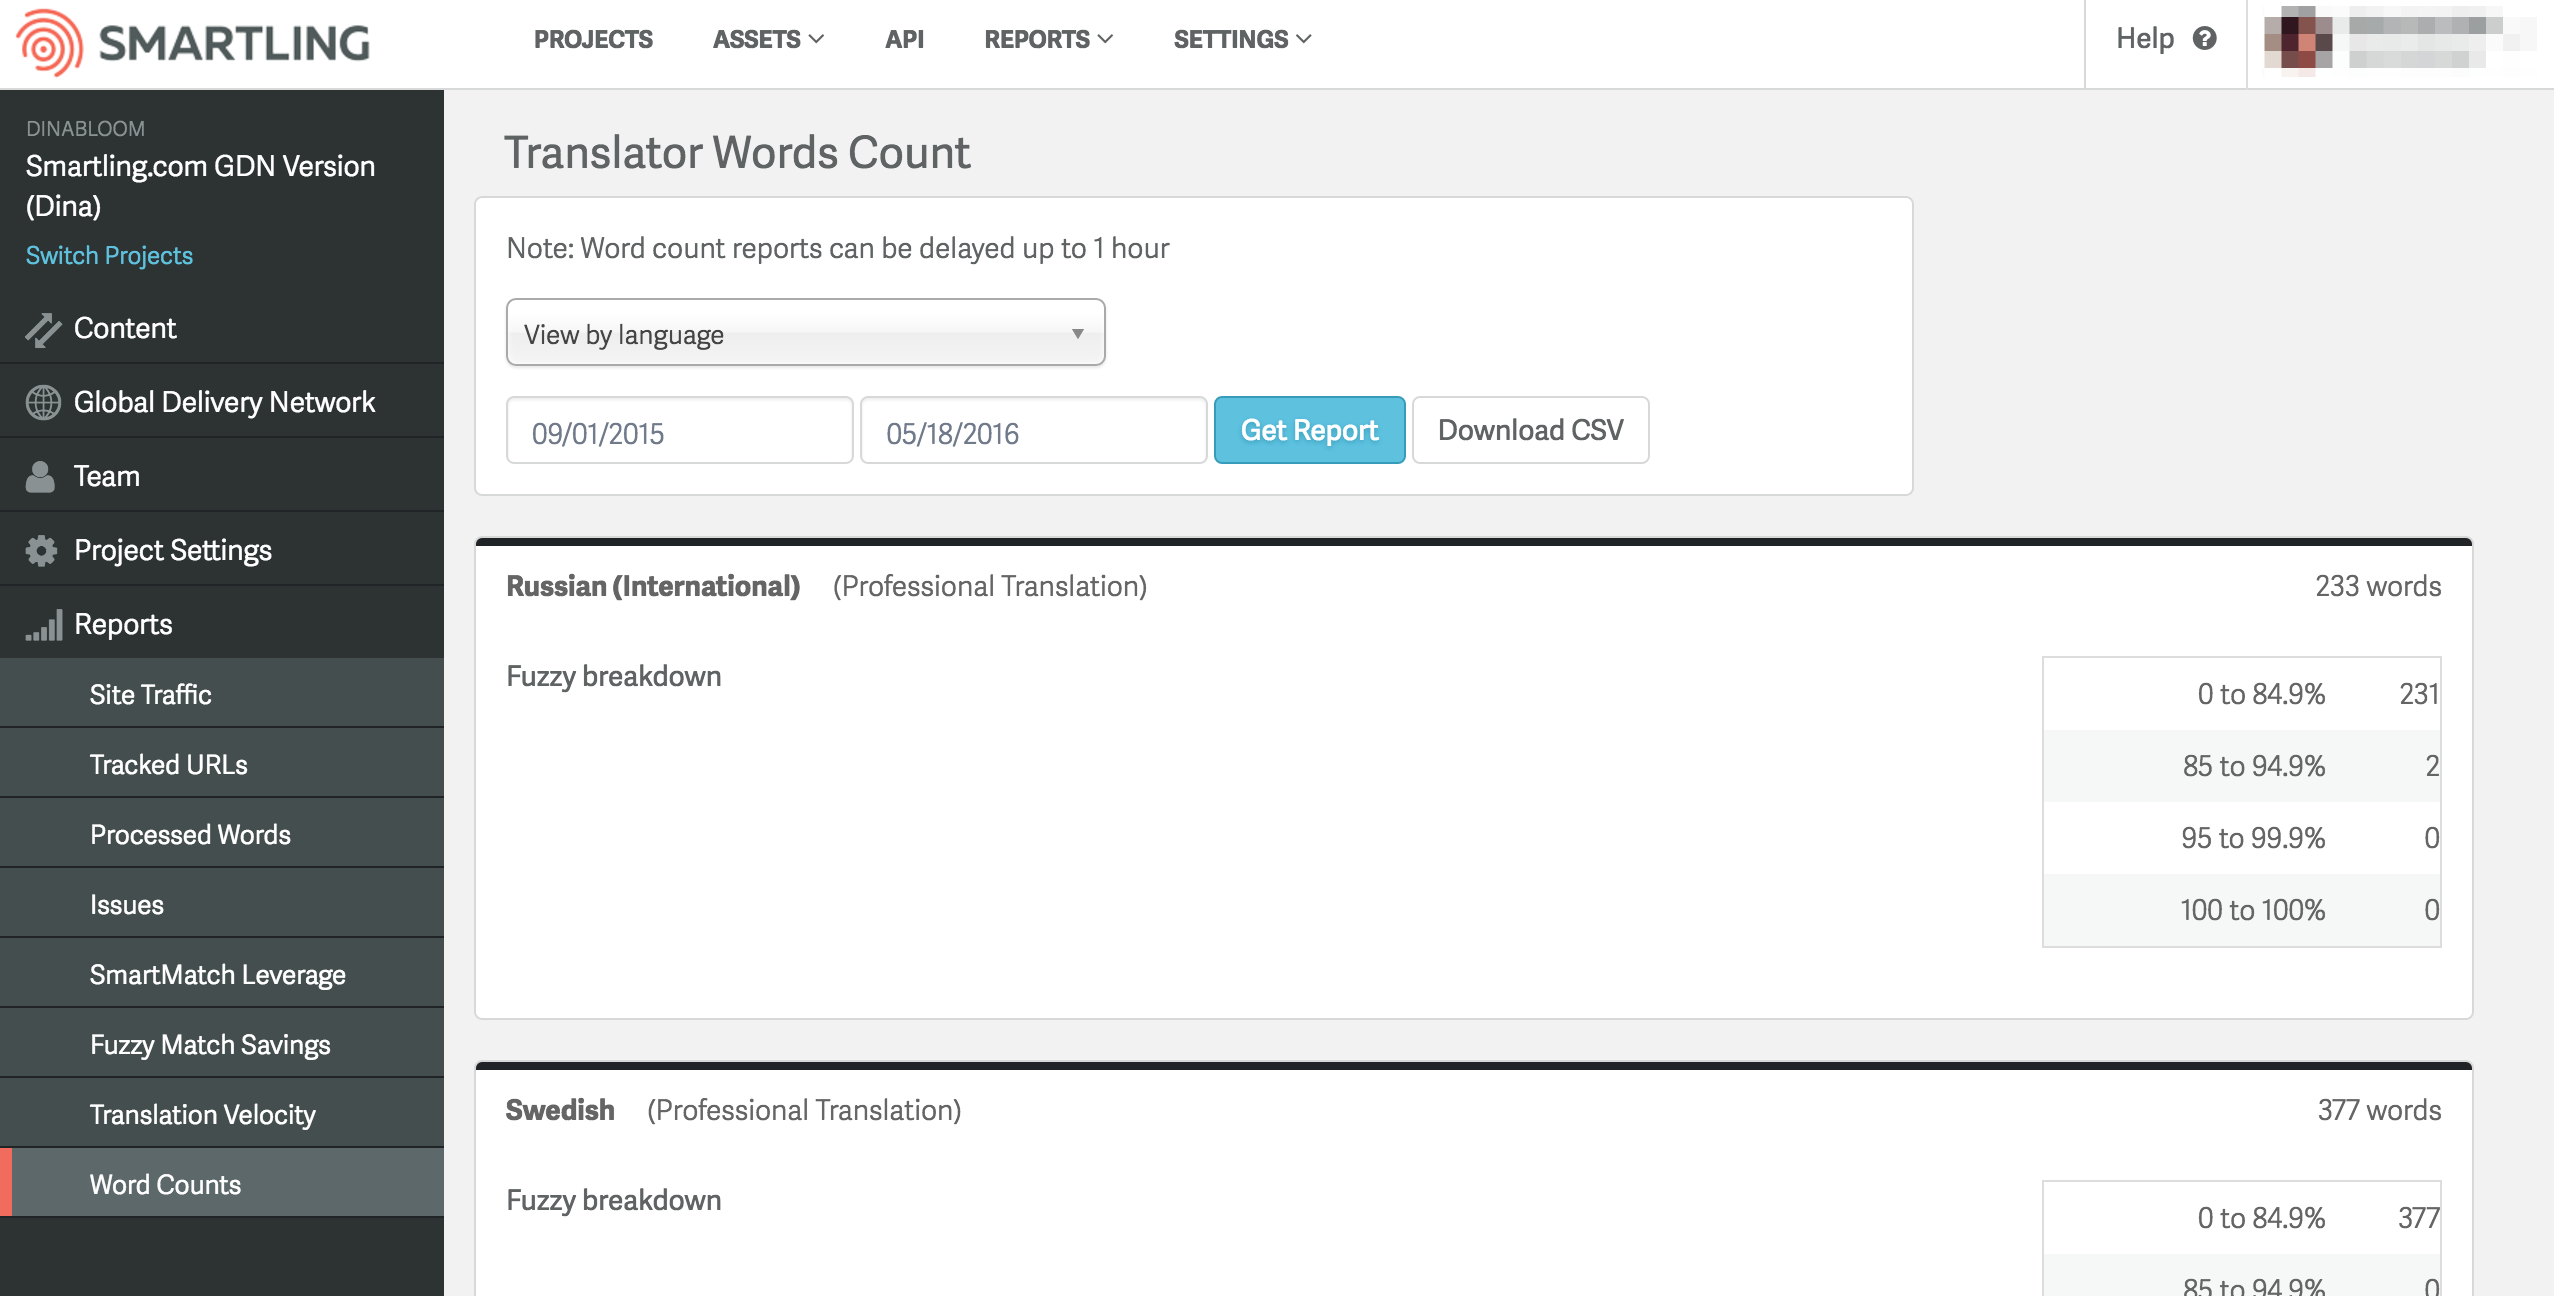 SMARTLING
PROJECTS ASSETS API REPORTS SETTINGS
Help ?
DINABLOOM
Smartling.com GDN Version
(Dina)
Switch Projects
Content
Global Delivery Network
Team
Project Settings
Reports
Site Traffic
Tracked URLs
Processed Words
Issues
SmartMatch Leverage
Fuzzy Match Savings
Translation Velocity
Word Counts
Translator Words Count
Note: Word count reports can be delayed up to 1 hour
View by language
09/01/2015 05/18/2016 Get Report Download CSV
Russian (International) (Professional Translation) 233 words
Fuzzy breakdown
0 to 84.9% 231
85 to 94.9% 2
95 to 99.9% 0
100 to 100% 0
Swedish (Professional Translation) 377 words
Fuzzy breakdown
0 to 84.9% 377
85 to 94.9% 0